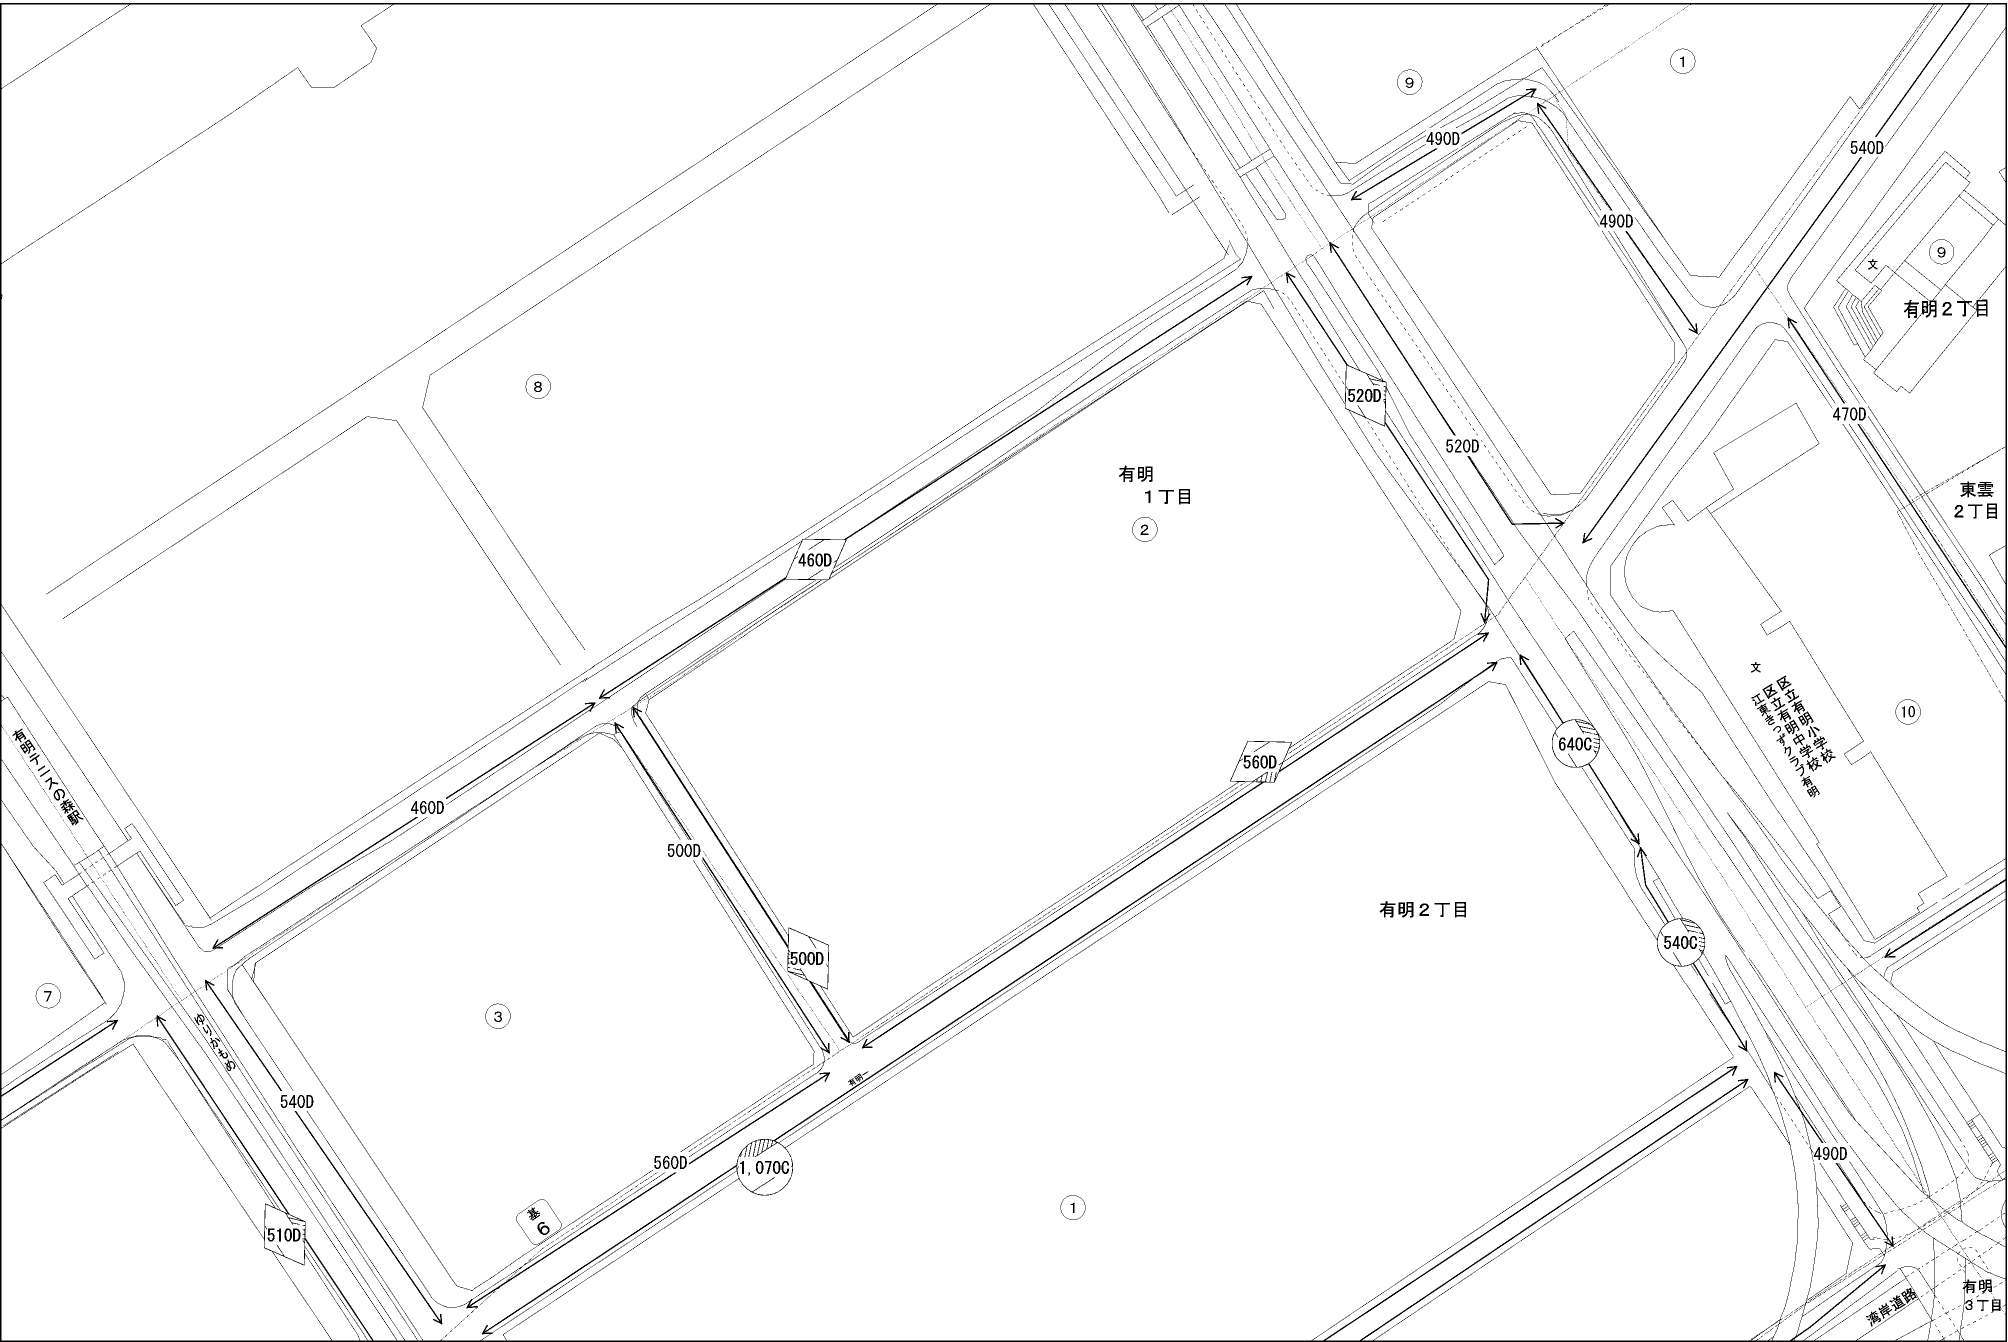 ⑨
①
490D
540D
490D
文
⑨
有明２丁目
⑧
520D
470D
520D
有明
１丁目
東雲
２丁目
②
460D
文
区立有明小学校
区立有明中学校
江東きっずクラブ有明
⑩
有明テニスの森駅
640C
560D
460D
500D
有明２丁目
540C
500D
⑦
③
ゆりかもめ
有明一
540D
490D
560D
1,070C
①
基
6
510D
有明
３丁目
湾岸道路